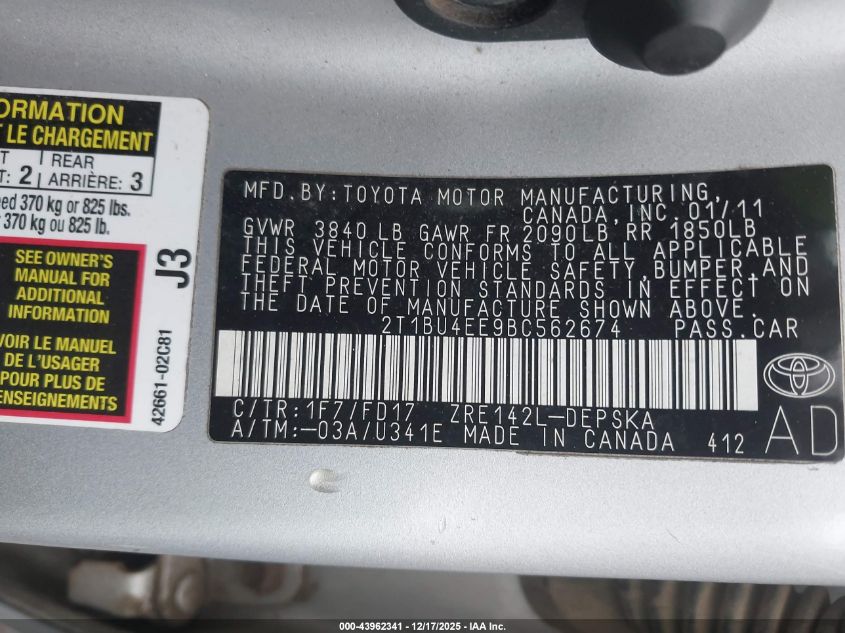 ORMATION
T LE CHARGEMENT
T REAR
T: 2 ARRIÈRE: 3
eed 370 kg or 825 lbs.
370 kg ou 825 lb.
SEE OWNER'S
MANUAL FOR
ADDITIONAL
INFORMATION
VOIR LE MANUEL
DE L'USAGER
POUR PLUS DE
RENSEIGNEMENTS
J3
42661-02C81
MFD. BY: TOYOTA MOTOR MANUFACTURING,
CANADA, INC. 01/11
GVWR 3840 LB GAWR FR 2090LB RR 1850LB
THIS VEHICLE CONFORMS TO ALL APPLICABLE
FEDERAL MOTOR VEHICLE SAFETY, BUMPER, AND
THEFT PREVENTION STANDARDS IN EFFECT ON
THE DATE OF MANUFACTURE SHOWN ABOVE.
2T1BU4EE9BC562674 PASS. CAR
C/TR: 1F7/FD17 ZRE142L-DEPSKA
A/TM: -03A/U341E MADE IN CANADA 412
AD
000-43962341 - 12/17/2025 - IAA Inc.